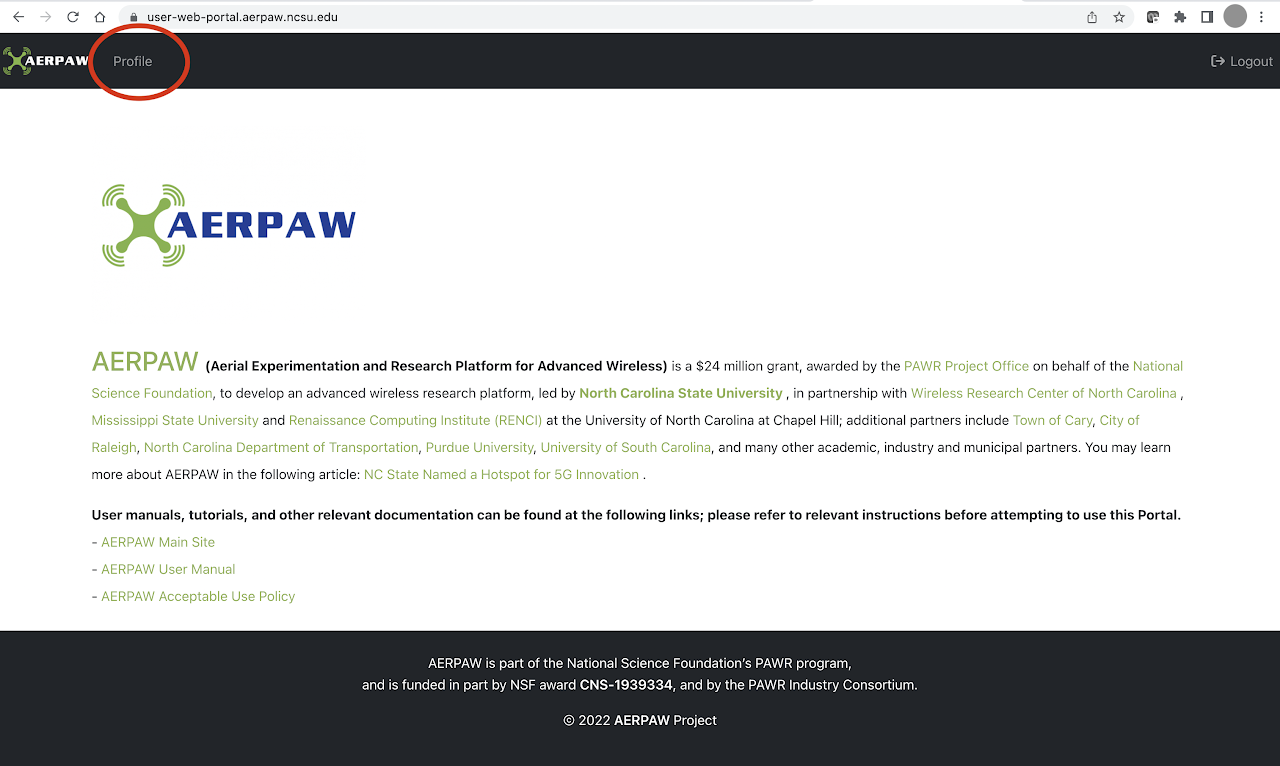 user-web-portal.aerpaw.ncsu.edu
AERPAW Profile Logout
AERPAW
AERPAW (Aerial Experimentation and Research Platform for Advanced Wireless) is a $24 million grant, awarded by the PAWR Project Office on behalf of the National
Science Foundation, to develop an advanced wireless research platform, led by North Carolina State University , in partnership with Wireless Research Center of North Carolina ,
Mississippi State University and Renaissance Computing Institute (RENCI) at the University of North Carolina at Chapel Hill; additional partners include Town of Cary, City of
Raleigh, North Carolina Department of Transportation, Purdue University, University of South Carolina, and many other academic, industry and municipal partners. You may learn
more about AERPAW in the following article: NC State Named a Hotspot for 5G Innovation .
User manuals, tutorials, and other relevant documentation can be found at the following links; please refer to relevant instructions before attempting to use this Portal.
- AERPAW Main Site
- AERPAW User Manual
- AERPAW Acceptable Use Policy
AERPAW is part of the National Science Foundation's PAWR program,
and is funded in part by NSF award CNS-1939334, and by the PAWR Industry Consortium.
© 2022 AERPAW Project